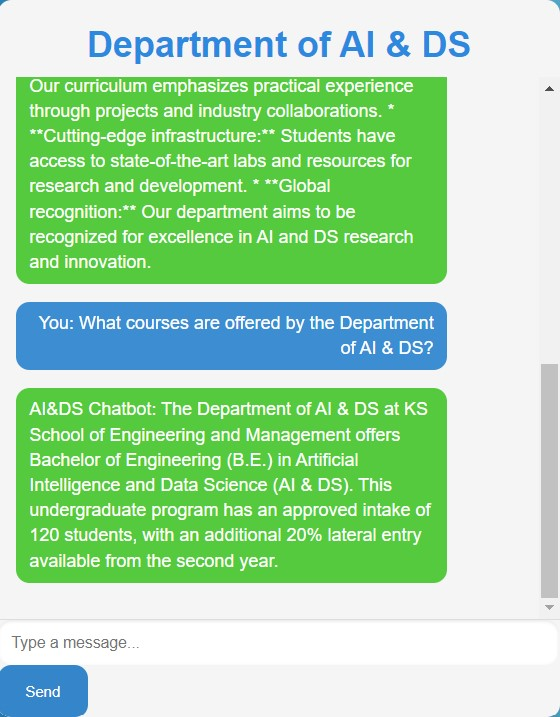 Department of AI & DS
Our curriculum emphasizes practical experience
through projects and industry collaborations. *
**Cutting-edge infrastructure:** Students have
access to state-of-the-art labs and resources for
research and development. * **Global
recognition:** Our department aims to be
recognized for excellence in AI and DS research
and innovation.
You: What courses are offered by the Department
of AI & DS?
AI&DS Chatbot: The Department of AI & DS at KS
School of Engineering and Management offers
Bachelor of Engineering (B.E.) in Artificial
Intelligence and Data Science (AI & DS). This
undergraduate program has an approved intake of
120 students, with an additional 20% lateral entry
available from the second year.
Type a message...
Send